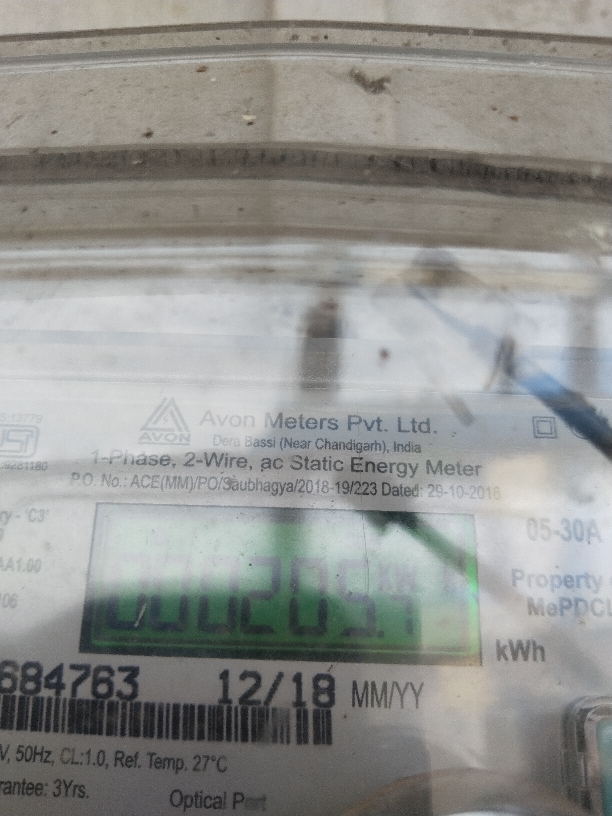 Avon Meters Pvt. Ltd.
AVON
Dera Bassi (Near Chandigarh), India
1-Phase, 2-Wire, ac Static Energy Meter
P.O. No.: ACE(MM)/PO/Saubhagya/2018-19/223 Dated: 29-10-2018
05-30A
Property
MePDCL
kWh
684763 12/18 MM/YY
V, 50Hz, CL:1.0, Ref. Temp. 27°C
rantee: 3Yrs.
Optical Port